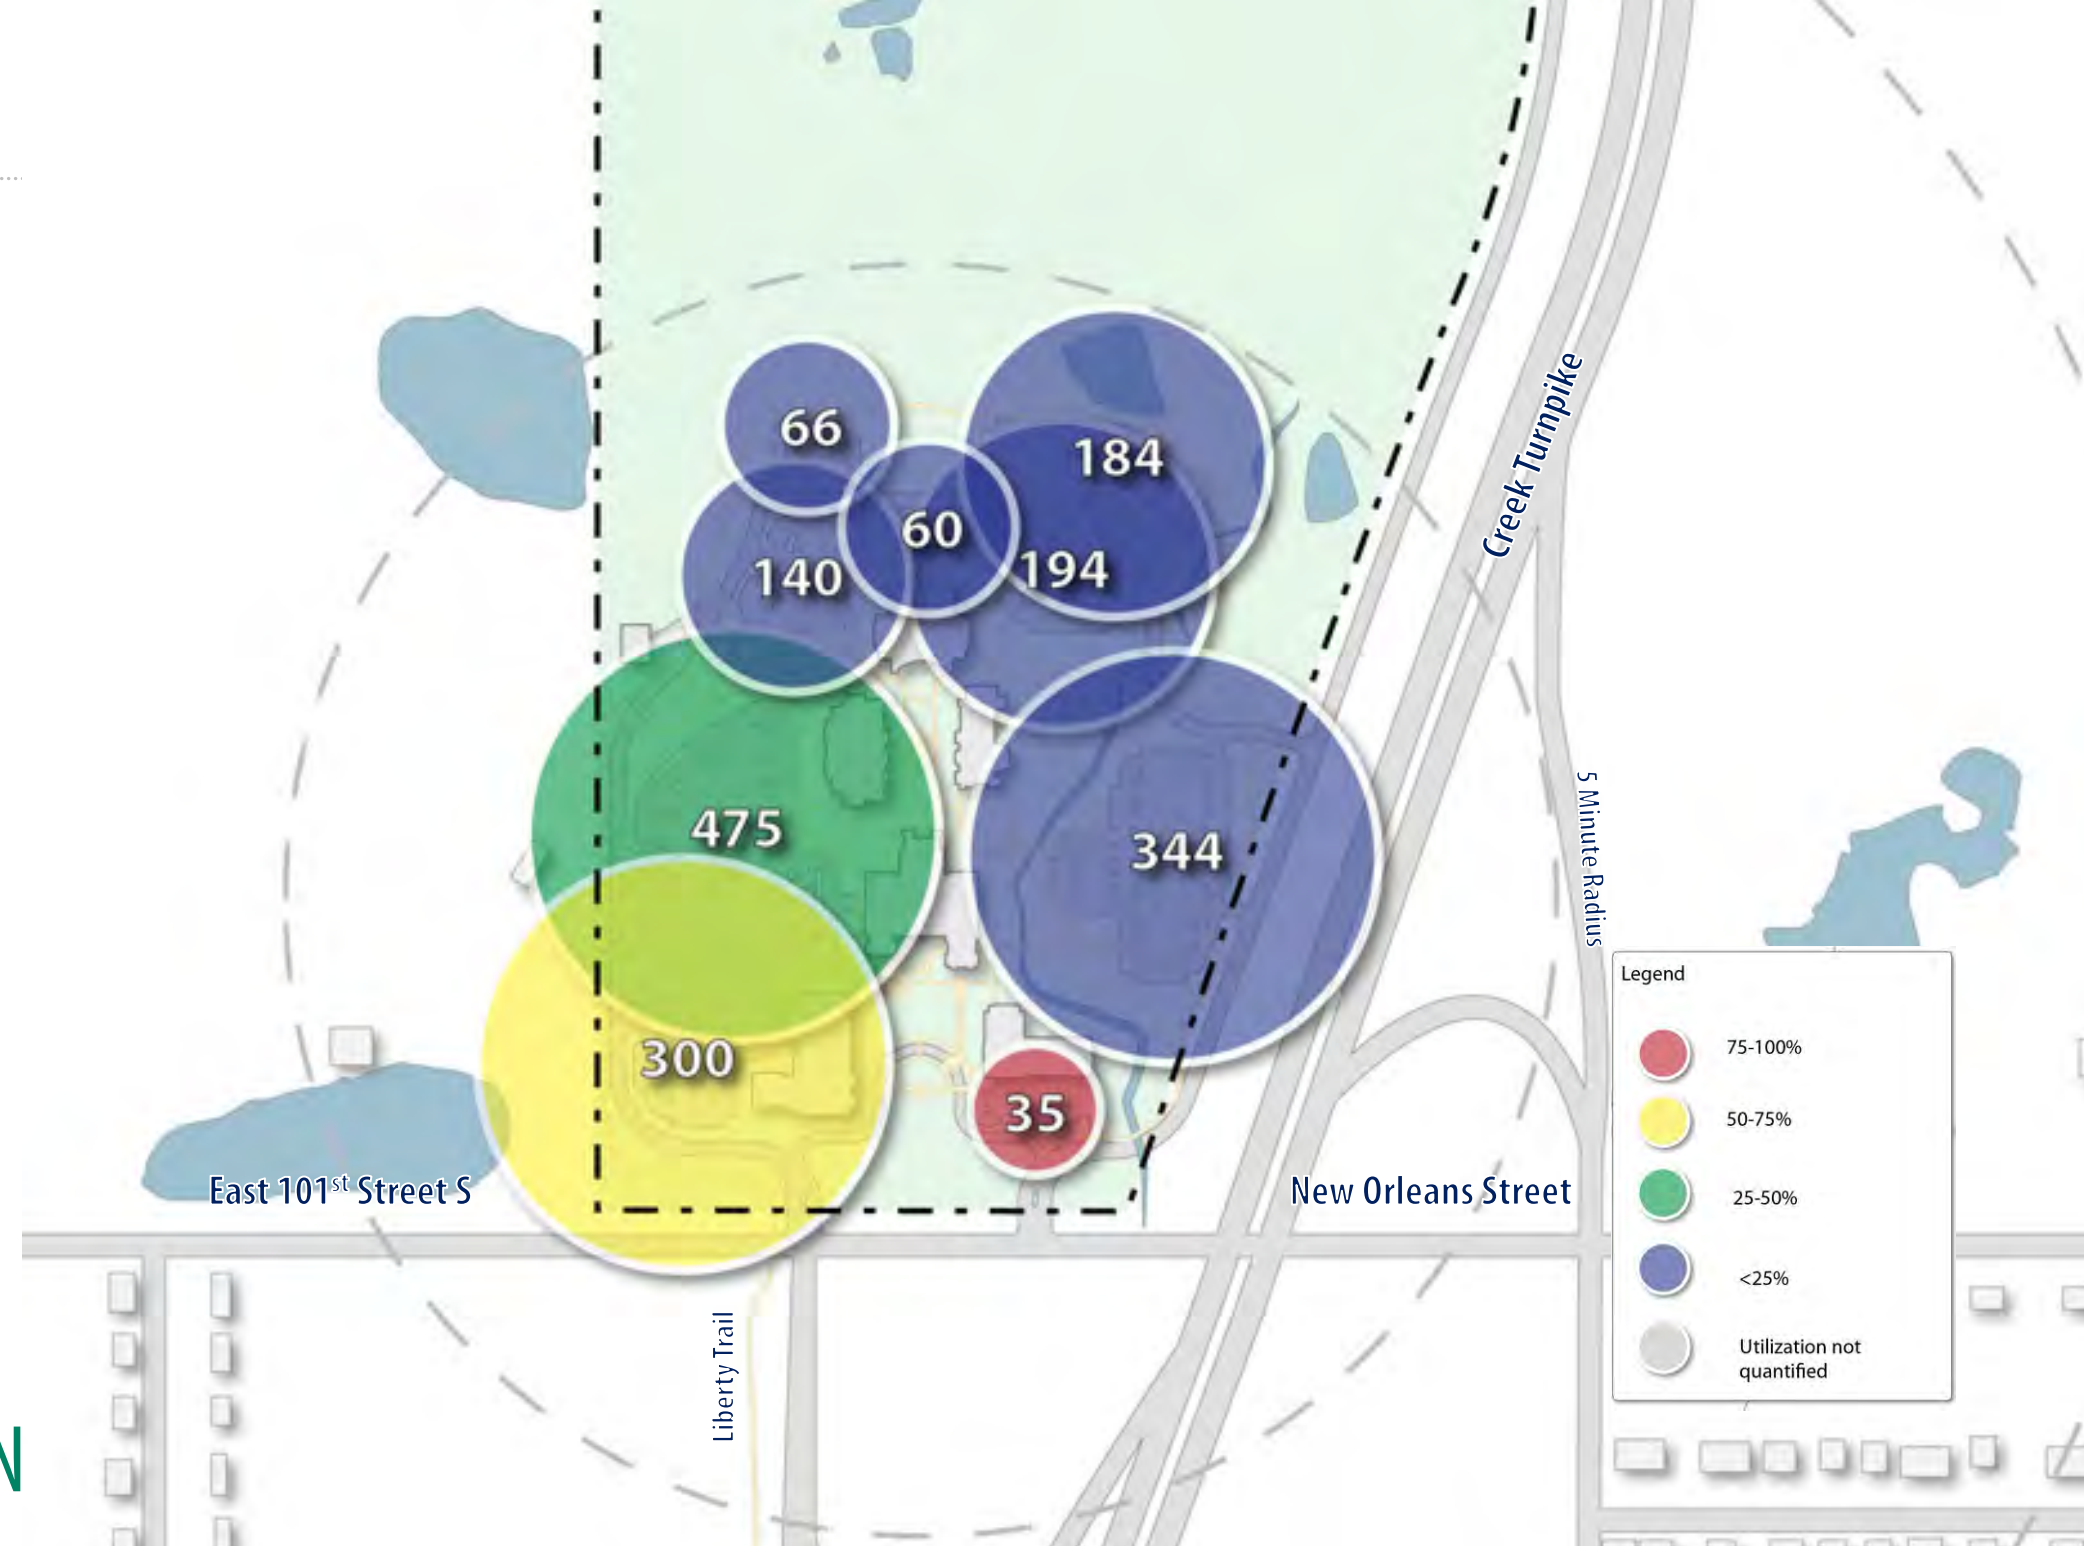 66
184
60
194
140
Creek Turnpike
475
344
5 Minute Radius
300
35
East 101st Street S
New Orleans Street
Liberty Trail
Legend
75-100%
50-75%
25-50%
<25%
Utilization not
quantified
N